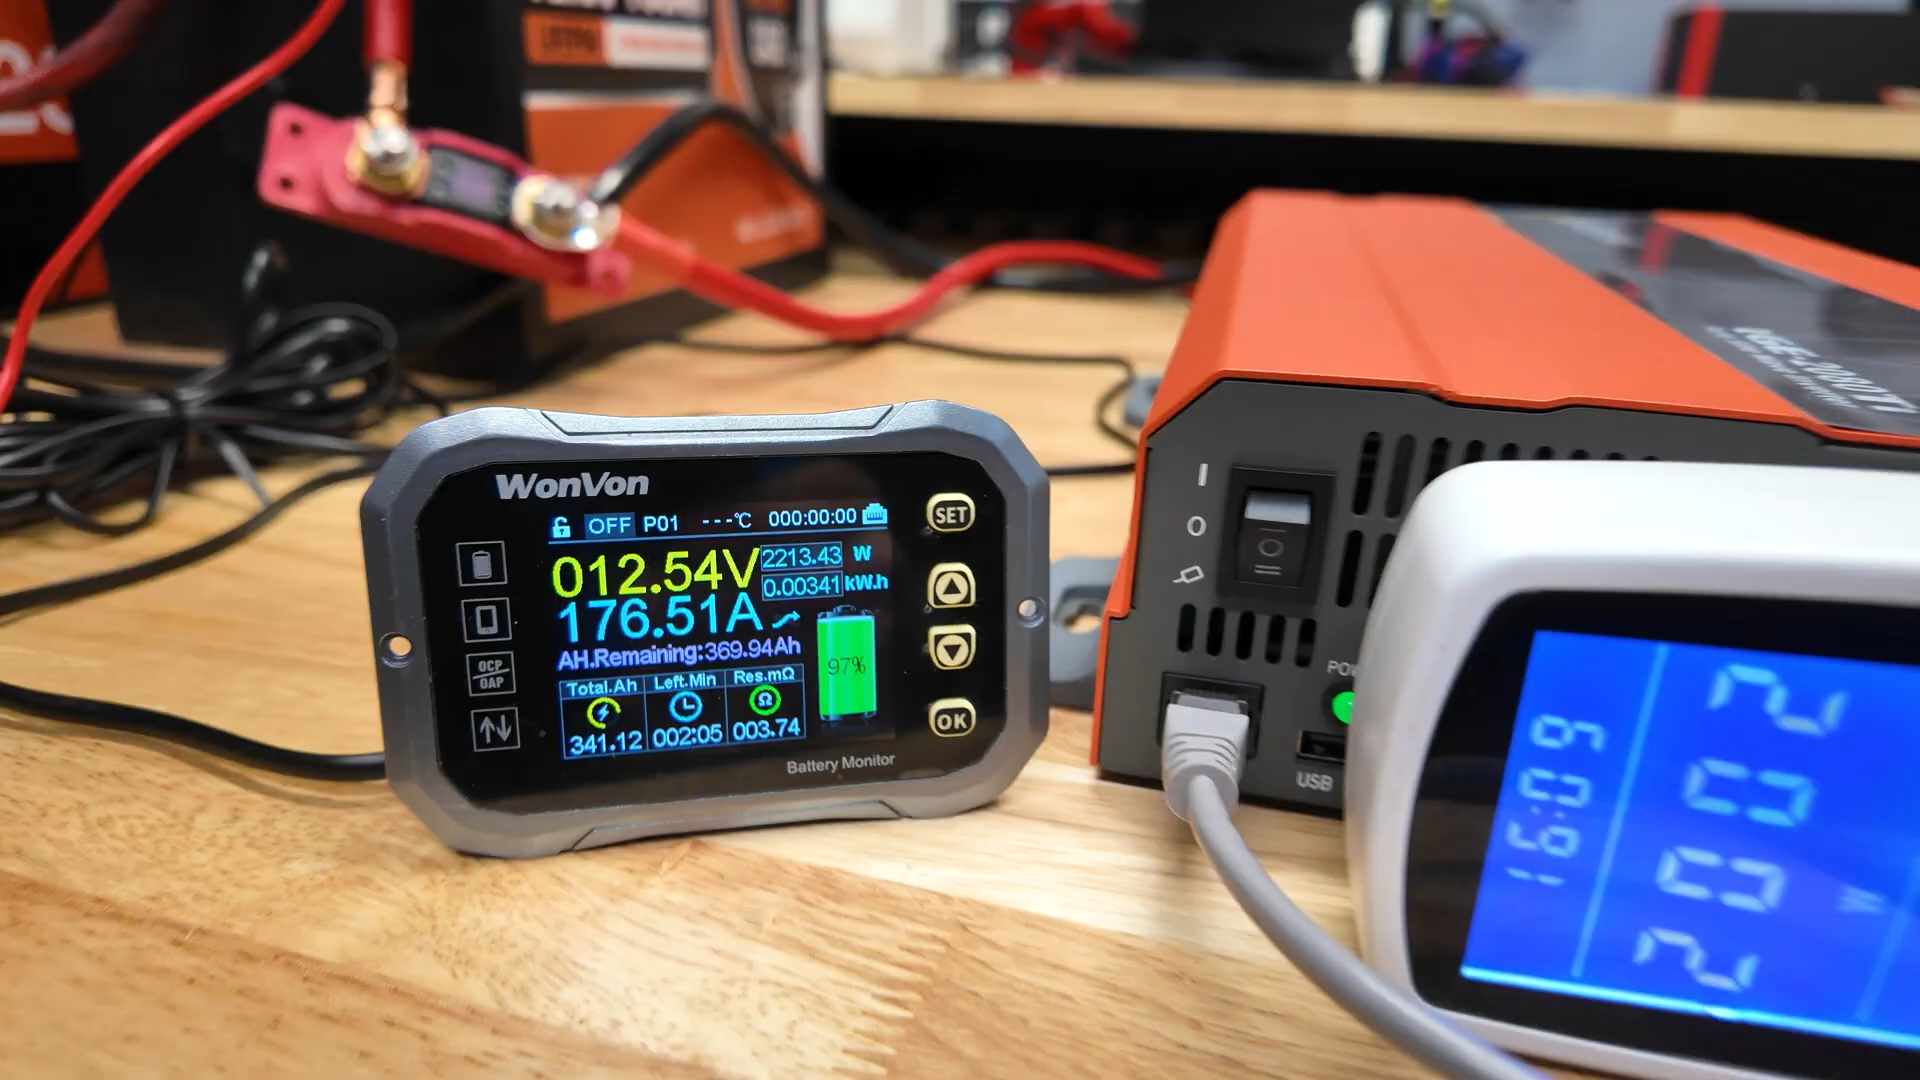 WonVon
OFF P01 ---℃ 000:00:00
012.54V 2213.43 W
0.00341 kW.h
176.51A
AH.Remaining:369.94Ah
97%
Total.Ah Left.Min Res.mΩ
341.12 002:05 003.74
Battery Monitor
OCP
OAP
SET
OK
USB
16:09